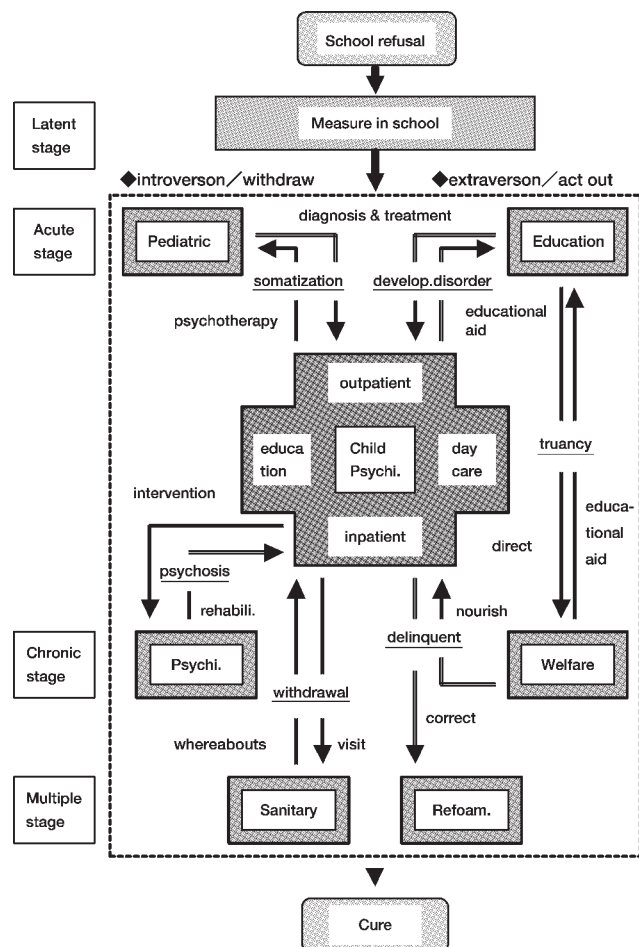 School refusal
Latent
stage
Measure in school
◆introverson／withdraw
◆extraverson／act out
Acute
stage
Pediatric
diagnosis & treatment
Education
somatization
develop.disorder
psychotherapy
educational
aid
outpatient
educa
tion
Child
Psychi.
day
care
truancy
intervention
inpatient
direct
educa-
tional
aid
psychosis
rehabili.
nourish
delinquent
Chronic
stage
Psychi.
Welfare
withdrawal
correct
whereabouts
visit
Multiple
stage
Sanitary
Refoam.
Cure